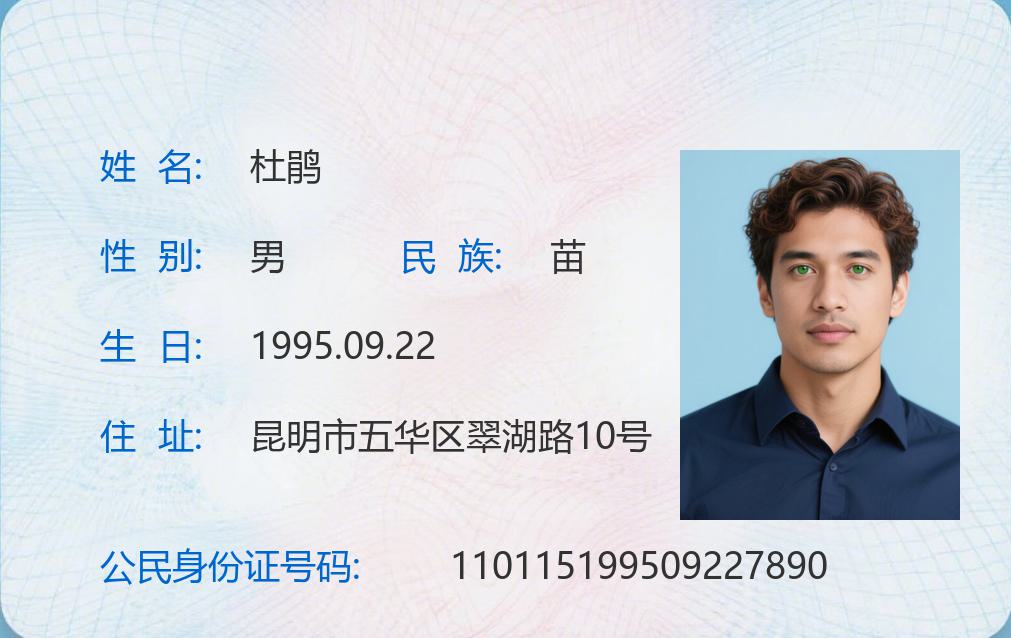 姓 名: 杜鹃
性 别: 男 民 族: 苗
生 日: 1995.09.22
住 址: 昆明市五华区翠湖路10号
公民身份证号码: 110115199509227890